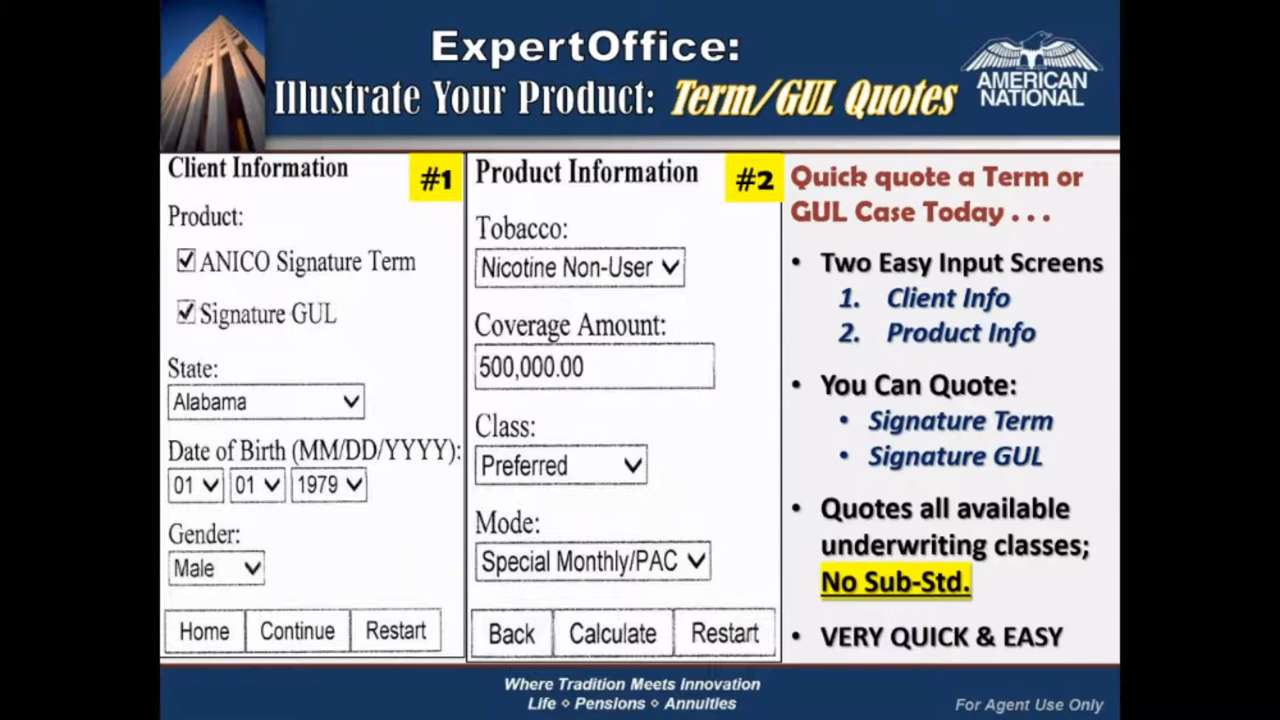 ExpertOffice:
Illustrate Your Product: Term/GUL Quotes
AMERICAN
NATIONAL
Client Information
#1
Product:
ANICO Signature Term
Signature GUL
State:
Alabama
Date of Birth (MM/DD/YYYY):
01 01 1979
Gender:
Male
Home Continue Restart
Product Information
#2
Tobacco:
Nicotine Non-User
Coverage Amount:
500,000.00
Class:
Preferred
Mode:
Special Monthly/PAC
Back Calculate Restart
Quick quote a Term or
GUL Case Today . . .
• Two Easy Input Screens
1. Client Info
2. Product Info
• You Can Quote:
• Signature Term
• Signature GUL
• Quotes all available
underwriting classes;
No Sub-Std.
• VERY QUICK & EASY
Where Tradition Meets Innovation
Life ⋄ Pensions ⋄ Annuities
For Agent Use Only